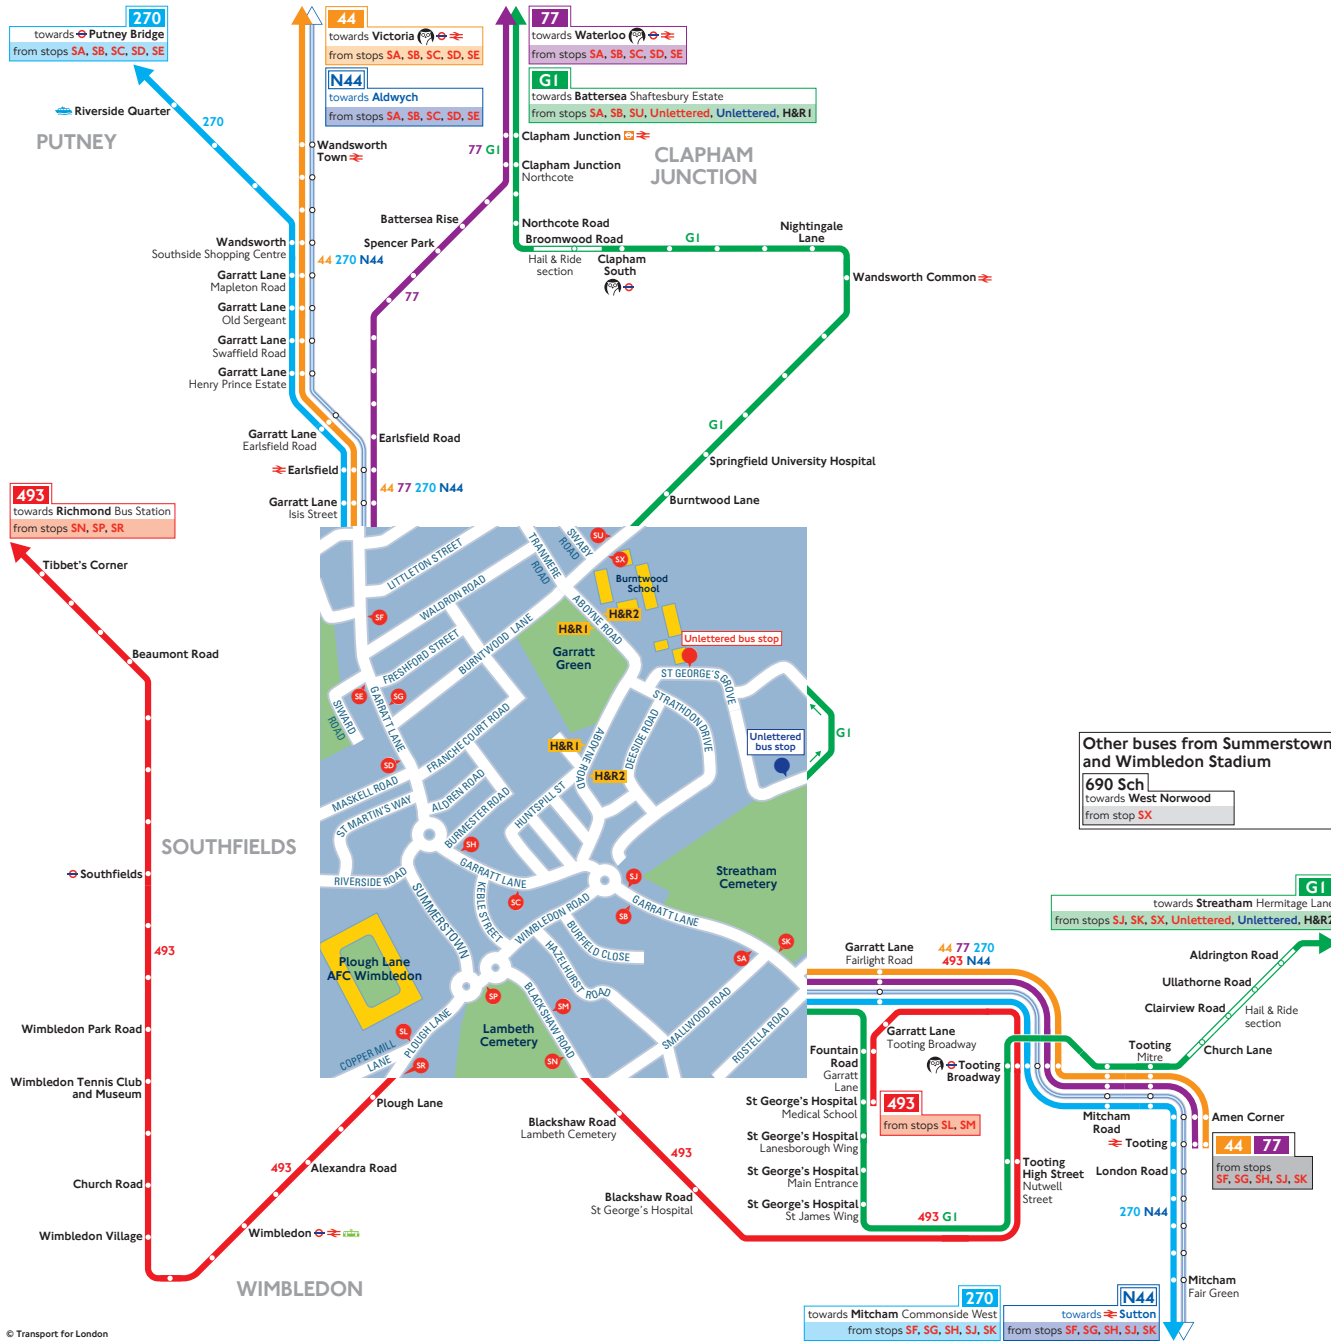 270
towards Putney Bridge
from stops SA, SB, SC, SD, SE
44
towards Victoria
from stops SA, SB, SC, SD, SE
N44
towards Aldwych
from stops SA, SB, SC, SD, SE
77
towards Waterloo
from stops SA, SB, SC, SD, SE
G1
towards Battersea Shaftesbury Estate
from stops SA, SB, SU, Unlettered, Unlettered, H&R1
Riverside Quarter
270
PUTNEY
Wandsworth
Town
77 G1
Clapham Junction
Clapham Junction
Northcote
CLAPHAM
JUNCTION
Battersea Rise
Spencer Park
Northcote Road
Broomwood Road
Hail & Ride
section
Clapham
South
G1
Nightingale
Lane
Wandsworth Common
Wandsworth
Southside Shopping Centre
44 270 N44
Garratt Lane
Mapleton Road
Garratt Lane
Old Sergeant
Garratt Lane
Swaffield Road
Garratt Lane
Henry Prince Estate
77
Garratt Lane
Earlsfield Road
Earlsfield Road
Earlsfield
44 77 270 N44
Garratt Lane
Isis Street
G1
Springfield University Hospital
Burntwood Lane
493
towards Richmond Bus Station
from stops SN, SP, SR
Tibbet's Corner
Beaumont Road
SOUTHFIELDS
Southfields
493
Wimbledon Park Road
Wimbledon Tennis Club
and Museum
Church Road
Wimbledon Village
WIMBLEDON
Wimbledon
493
Alexandra Road
Plough Lane
LITTLETON STREET
WALDRON ROAD
FRESHFORD STREET
BURNTWOOD LANE
TRANMERE
ROAD
SWABY
ROAD
SU
SX
Burntwood
School
H&R2
H&R1
ABOYNE ROAD
Garratt
Green
Unlettered bus stop
ST GEORGE'S GROVE
STRATHDON DRIVE
DEESIDE ROAD
ABOYNE ROAD
SF
SE
SG
SIWARD
ROAD
GARRATT LANE
FRANCHE COURT ROAD
H&R1
H&R2
Unlettered
bus stop
G1
SD
MASKELL ROAD
ST MARTIN'S WAY
ALDREN ROAD
BURMESTER ROAD
HUNTSPILL ST
SH
RIVERSIDE ROAD
GARRATT LANE
SUMMERSTOWN
KEBLE STREET
SC
WIMBLEDON ROAD
SJ
SB
GARRATT LANE
Streatham
Cemetery
BURFIELD CLOSE
HAZELHURST ROAD
SA
SK
Plough Lane
AFC Wimbledon
SP
SM
BLACKSHAW ROAD
Lambeth
Cemetery
SL
PLOUGH LANE
COPPER MILL
LANE
SR
SN
SMALLWOOD ROAD
ROSTELLA ROAD
Other buses from Summerstown
and Wimbledon Stadium
690 Sch
towards West Norwood
from stop SX
G1
towards Streatham Hermitage Lane
from stops SJ, SK, SX, Unlettered, Unlettered, H&R2
Garratt Lane
Fairlight Road
44 77 270
493 N44
Aldrington Road
Ullathorne Road
Clairview Road
Hail & Ride
section
Church Lane
Garratt Lane
Tooting Broadway
Fountain
Road
Garratt
Lane
Tooting
Broadway
Tooting
Mitre
St George's Hospital
Medical School
493
from stops SL, SM
St George's Hospital
Lanesborough Wing
St George's Hospital
Main Entrance
St George's Hospital
St James Wing
493 G1
Tooting
High Street
Nutwell
Street
Mitcham
Road
Amen Corner
Tooting
London Road
44 77
from stops
SF, SG, SH, SJ, SK
270 N44
Blackshaw Road
Lambeth Cemetery
493
Blackshaw Road
St George's Hospital
Mitcham
Fair Green
270
towards Mitcham Commonside West
from stops SF, SG, SH, SJ, SK
N44
towards Sutton
from stops SF, SG, SH, SJ, SK
© Transport for London